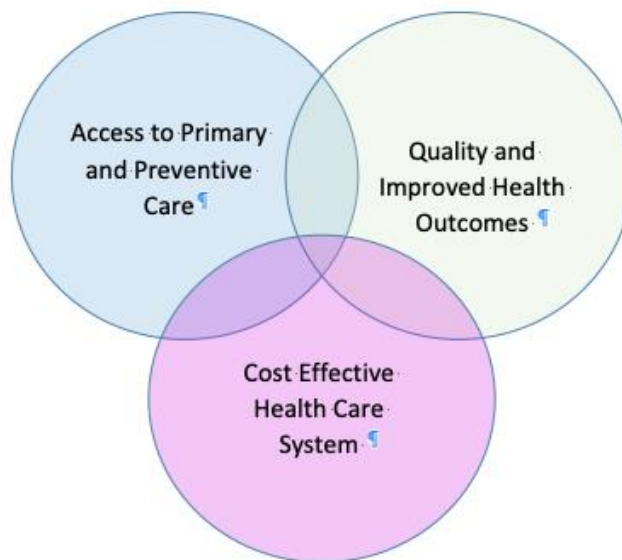 Access to Primary
and Preventive
Care¶
Quality and
Improved Health
Outcomes ¶
Cost Effective
Health Care
System ¶